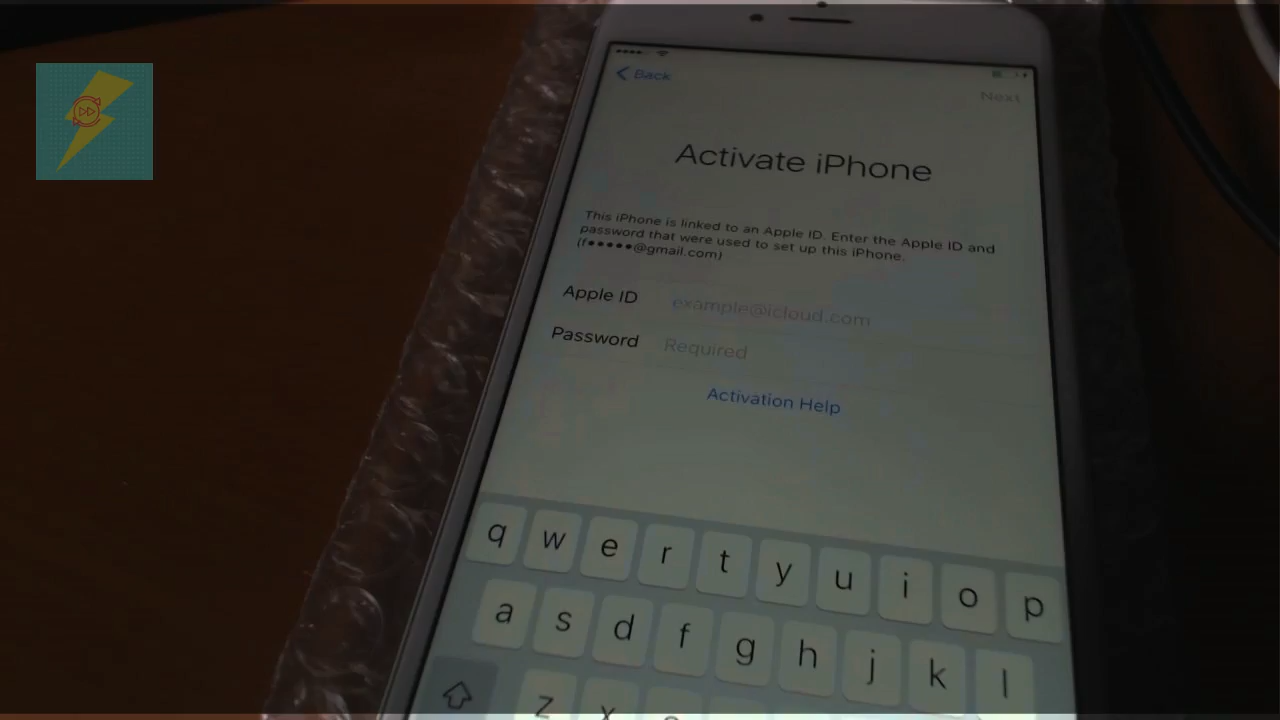 Back
Next
Activate iPhone
This iPhone is linked to an Apple ID. Enter the Apple ID and
password that were used to set up this iPhone.
(f●●●●●@gmail.com)
Apple ID example@icloud.com
Password Required
Activation Help
q w e r t y u i o p
a s d f g h j k l
z x